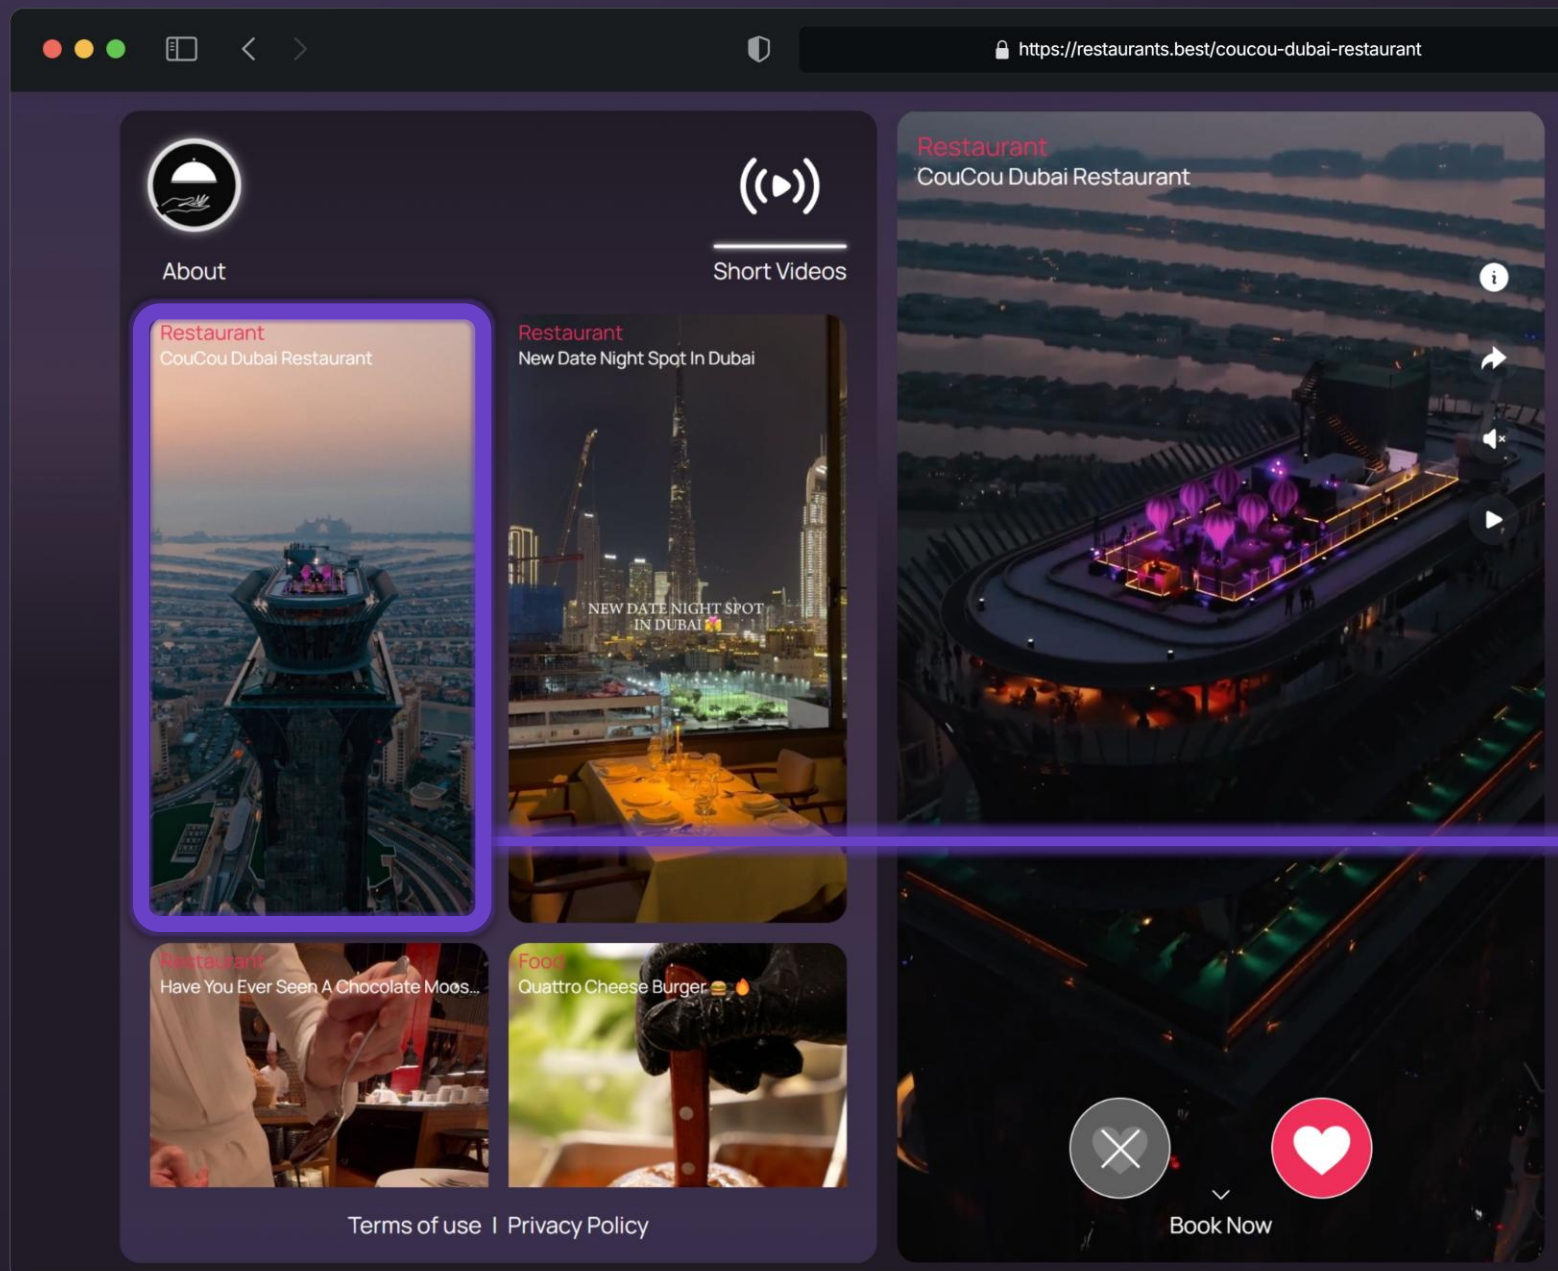 https://restaurants.best/coucou-dubai-restaurant
About
Short Videos
Restaurant
CouCou Dubai Restaurant
Restaurant
New Date Night Spot In Dubai
NEW DATE NIGHT SPOT
IN DUBAI
Restaurant
Have You Ever Seen A Chocolate Moos...
Food
Quattro Cheese Burger 🍔🔥
Terms of use | Privacy Policy
Restaurant
CouCou Dubai Restaurant
Book Now